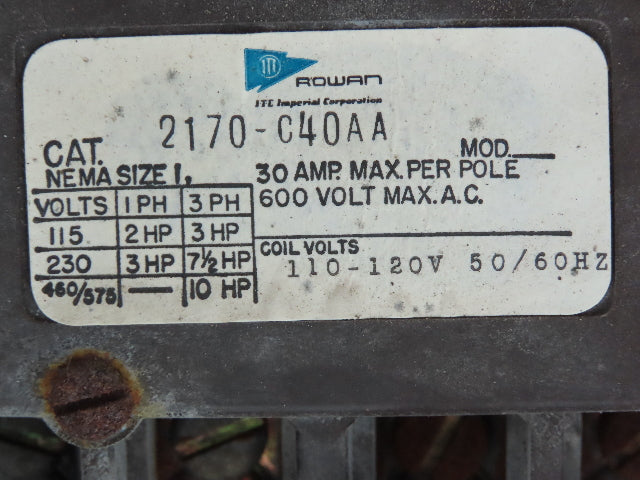 ITE ROWAN
ITE Imperial Corporation
CAT. 2170-C40AA MOD.
NEMA SIZE 1, 30 AMP. MAX. PER POLE
600 VOLT MAX. A.C.
VOLTS 1 PH 3 PH
115 2 HP 3 HP
230 3 HP 7½ HP
460/575 — 10 HP
COIL VOLTS 110-120V 50/60HZ